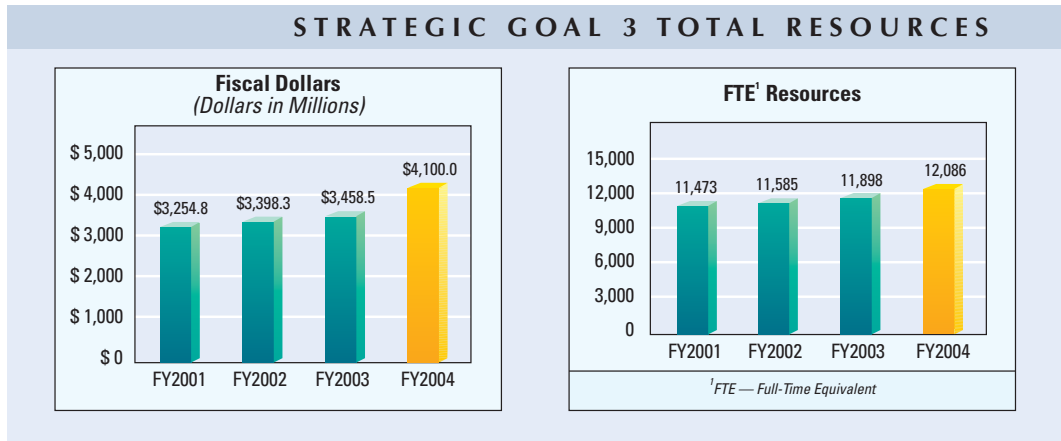 STRATEGIC GOAL 3 TOTAL RESOURCES
Fiscal Dollars
(Dollars in Millions)
$ 5,000
$ 4,000
$ 3,000
$ 2,000
$ 1,000
$ 0
$3,254.8
$3,398.3
$3,458.5
$4,100.0
FY2001 FY2002 FY2003 FY2004
FTE¹ Resources
15,000
12,000
9,000
6,000
3,000
0
11,473
11,585
11,898
12,086
FY2001 FY2002 FY2003 FY2004
¹FTE — Full-Time Equivalent